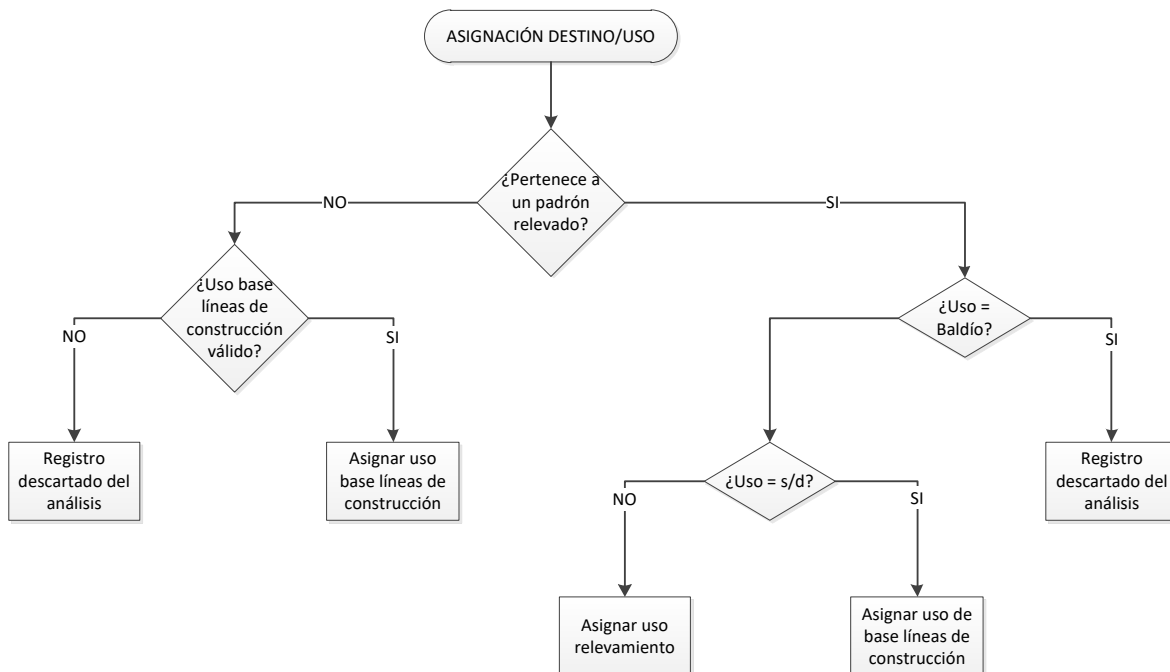 ASIGNACIÓN DESTINO/USO
¿Pertenece a
un padrón
relevado?
NO
SI
¿Uso base
líneas de
construcción
válido?
¿Uso =
Baldío?
NO
SI
SI
Registro
descartado del
análisis
Asignar uso
base líneas de
construcción
¿Uso = s/d?
Registro
descartado del
análisis
NO
SI
Asignar uso
relevamiento
Asignar uso de
base líneas de
construcción